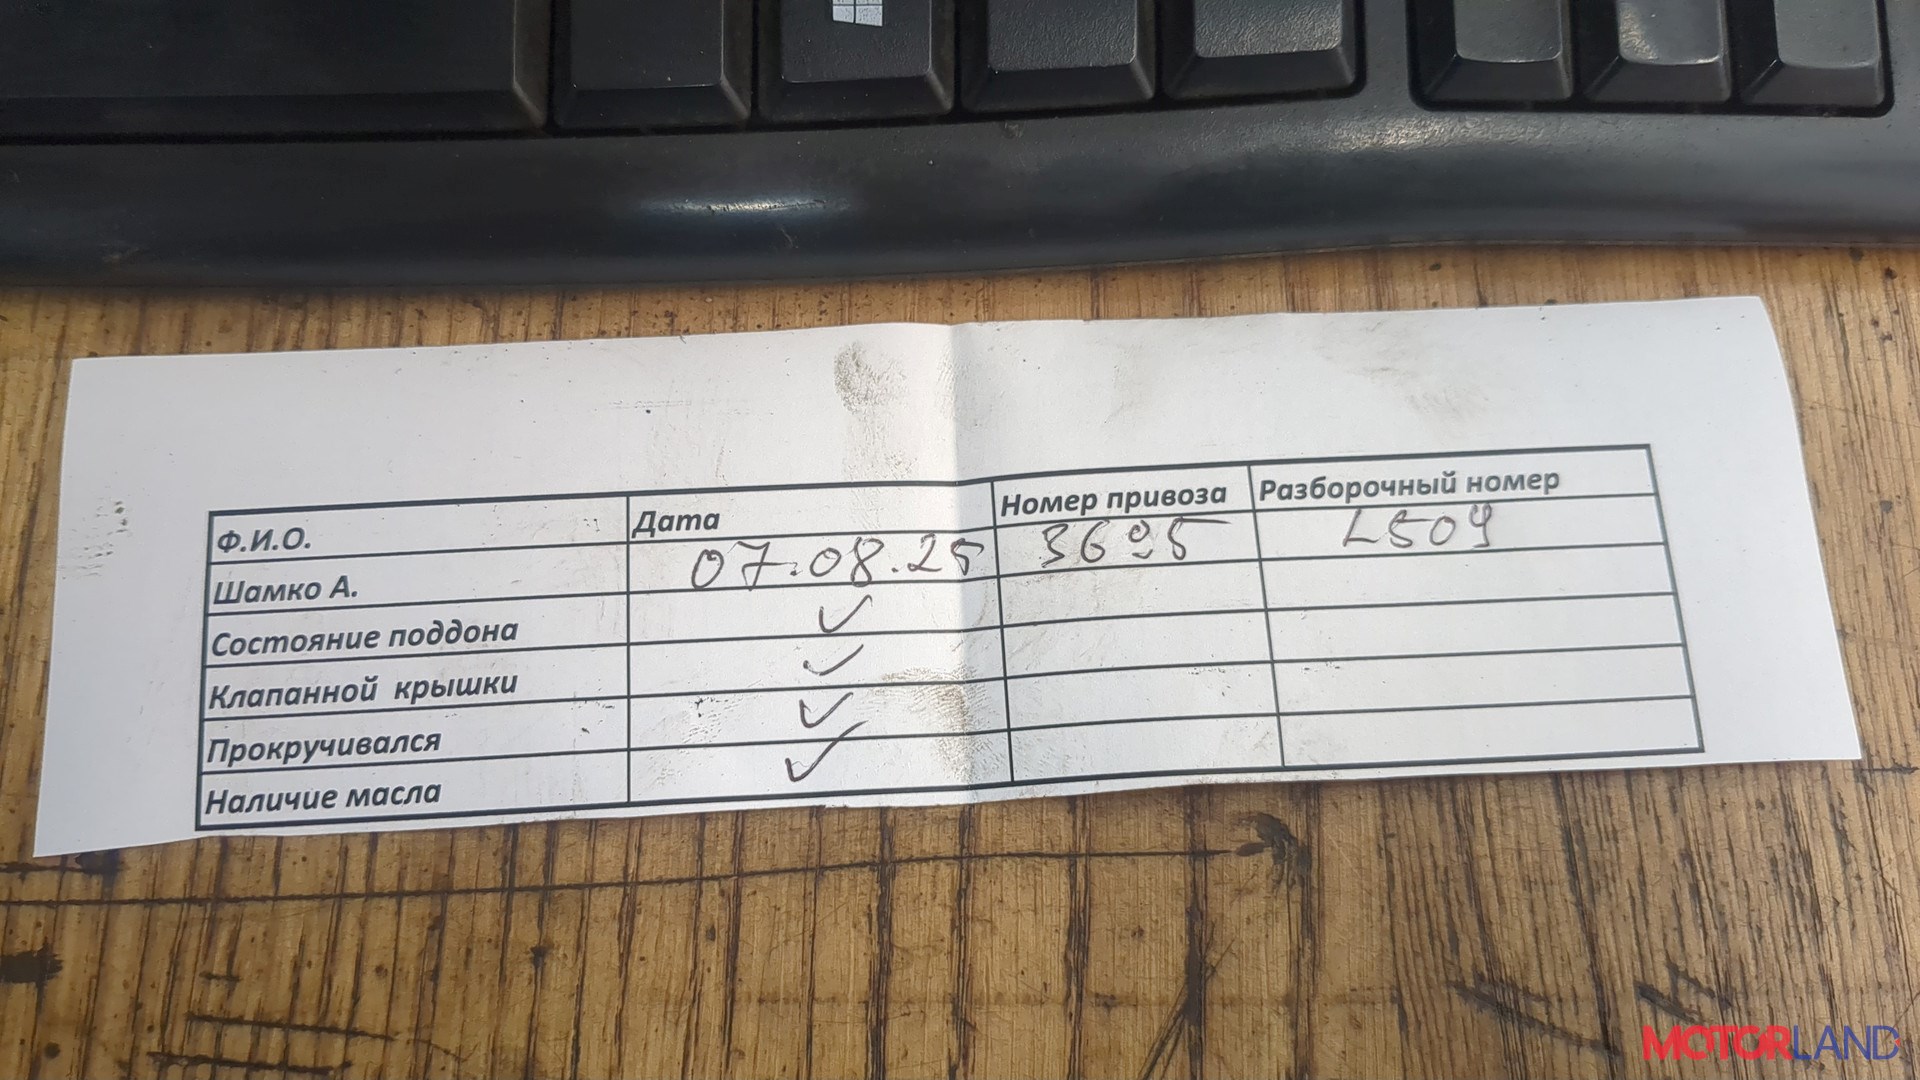 Ф.И.О. Дата Номер привоза Разборочный номер
Шамко А. 07.08.25 3695 L509
Состояние поддона ✓
Клапанной крышки ✓
Прокручивался ✓
Наличие масла ✓
MOTORLAND